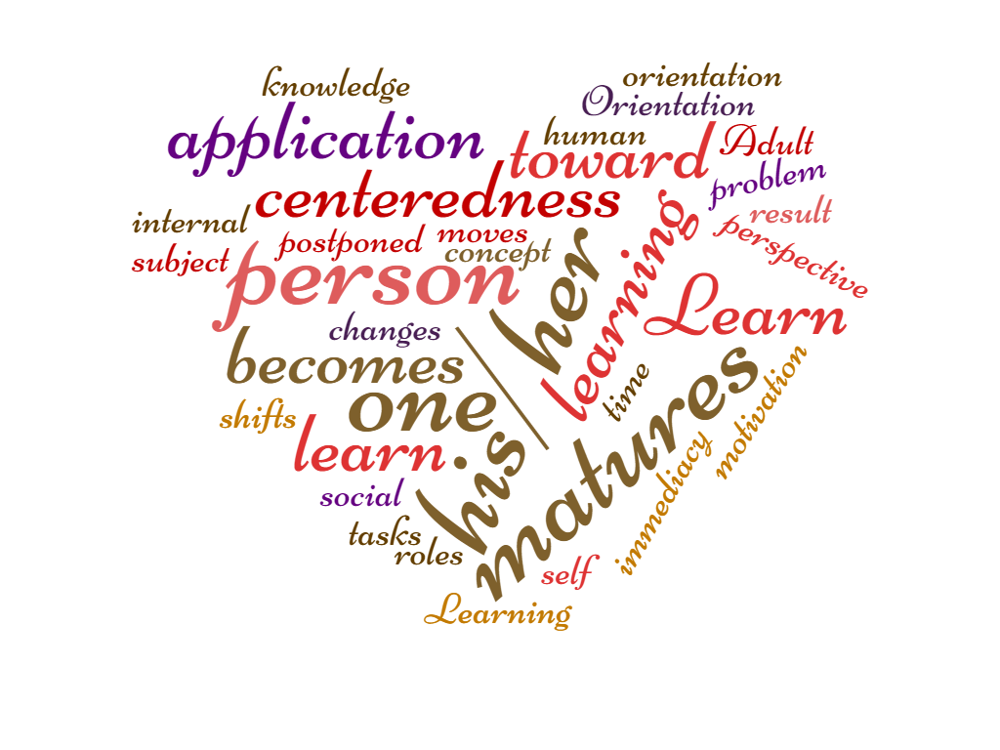 knowledge
orientation
Orientation
application
human
toward
Adult
problem
centeredness
result
internal
postponed
moves
perspective
subject
concept
person
her
learning
Learn
changes
/
becomes
matures
one
time
motivation
shifts
learn.
his
immediacy
social
tasks
roles
self
Learning